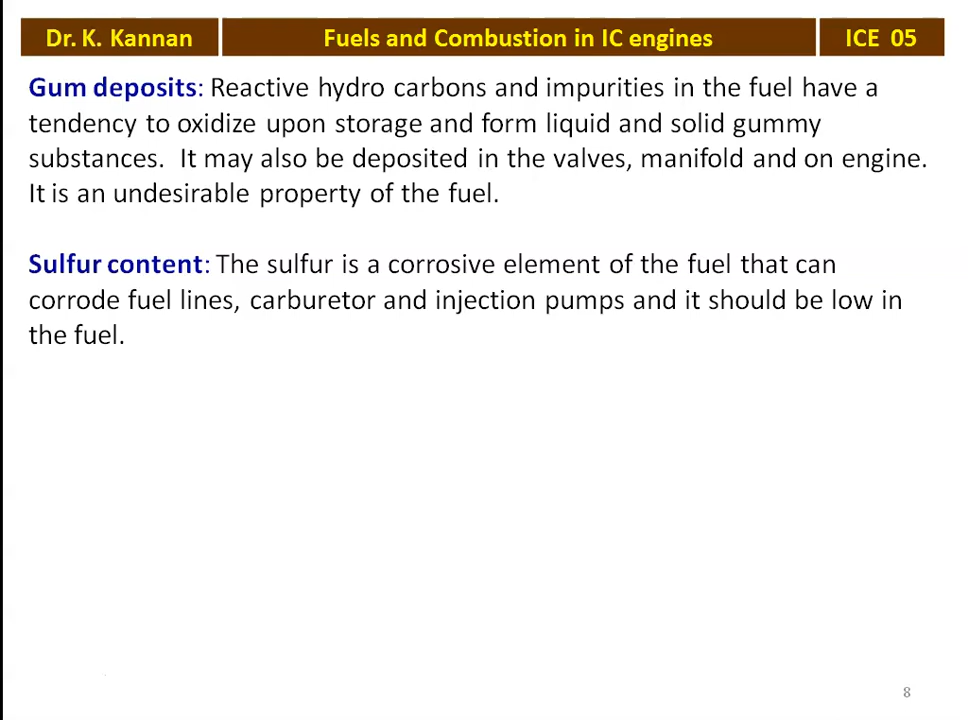 Dr. K. Kannan Fuels and Combustion in IC engines ICE 05
Gum deposits: Reactive hydro carbons and impurities in the fuel have a
tendency to oxidize upon storage and form liquid and solid gummy
substances. It may also be deposited in the valves, manifold and on engine.
It is an undesirable property of the fuel.
Sulfur content: The sulfur is a corrosive element of the fuel that can
corrode fuel lines, carburetor and injection pumps and it should be low in
the fuel.
8